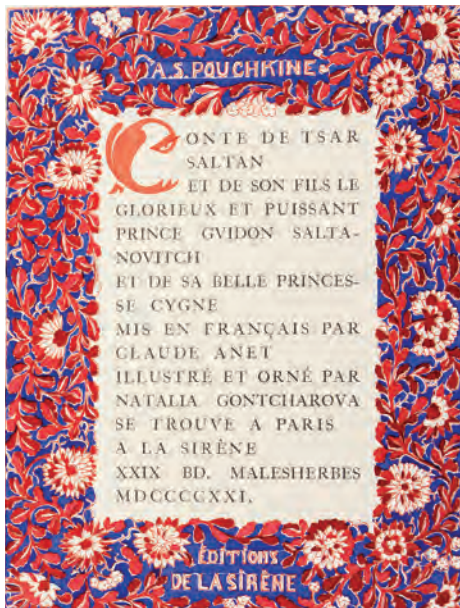 A.S. POUCHKINE
CONTE DE TSAR
SALTAN
ET DE SON FILS LE
GLORIEUX ET PUISSANT
PRINCE GVIDON SALTA-
NOVITCH
ET DE SA BELLE PRINCES-
SE CYGNE
MIS EN FRANÇAIS PAR
CLAUDE ANET
ILLUSTRÉ ET ORNÉ PAR
NATALIA GONTCHAROVA
SE TROUVE A PARIS
A LA SIRÈNE
XXIX BD. MALESHERBES
MDCCCCXXI.
ÉDITIONS
DE LA SIRÈNE